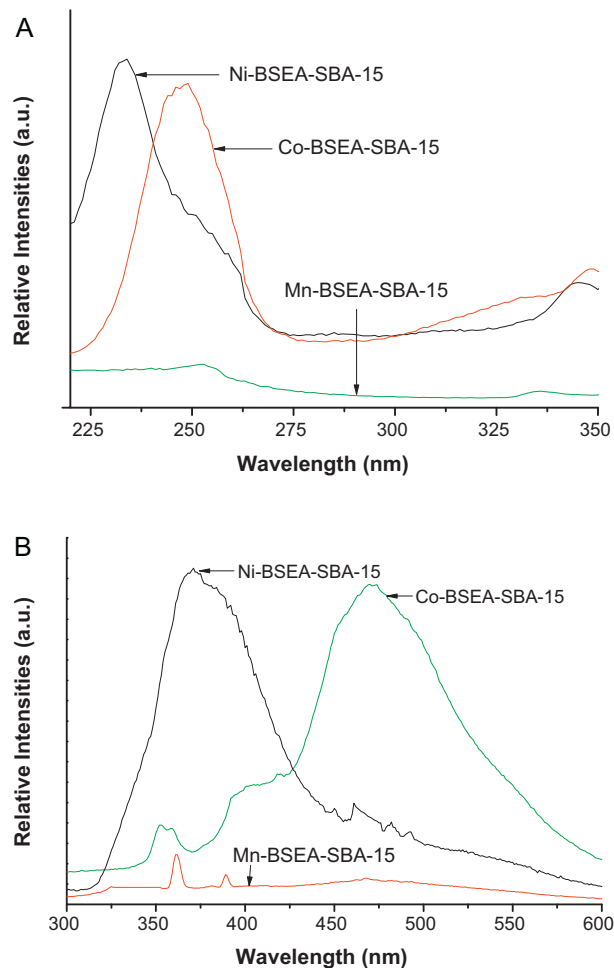 A
Relative Intensities (a.u.)
Ni-BSEA-SBA-15
Co-BSEA-SBA-15
Mn-BSEA-SBA-15
225 250 275 300 325 350
Wavelength (nm)
B
Relative Intensities (a.u.)
Ni-BSEA-SBA-15
Co-BSEA-SBA-15
Mn-BSEA-SBA-15
300 350 400 450 500 550 600
Wavelength (nm)